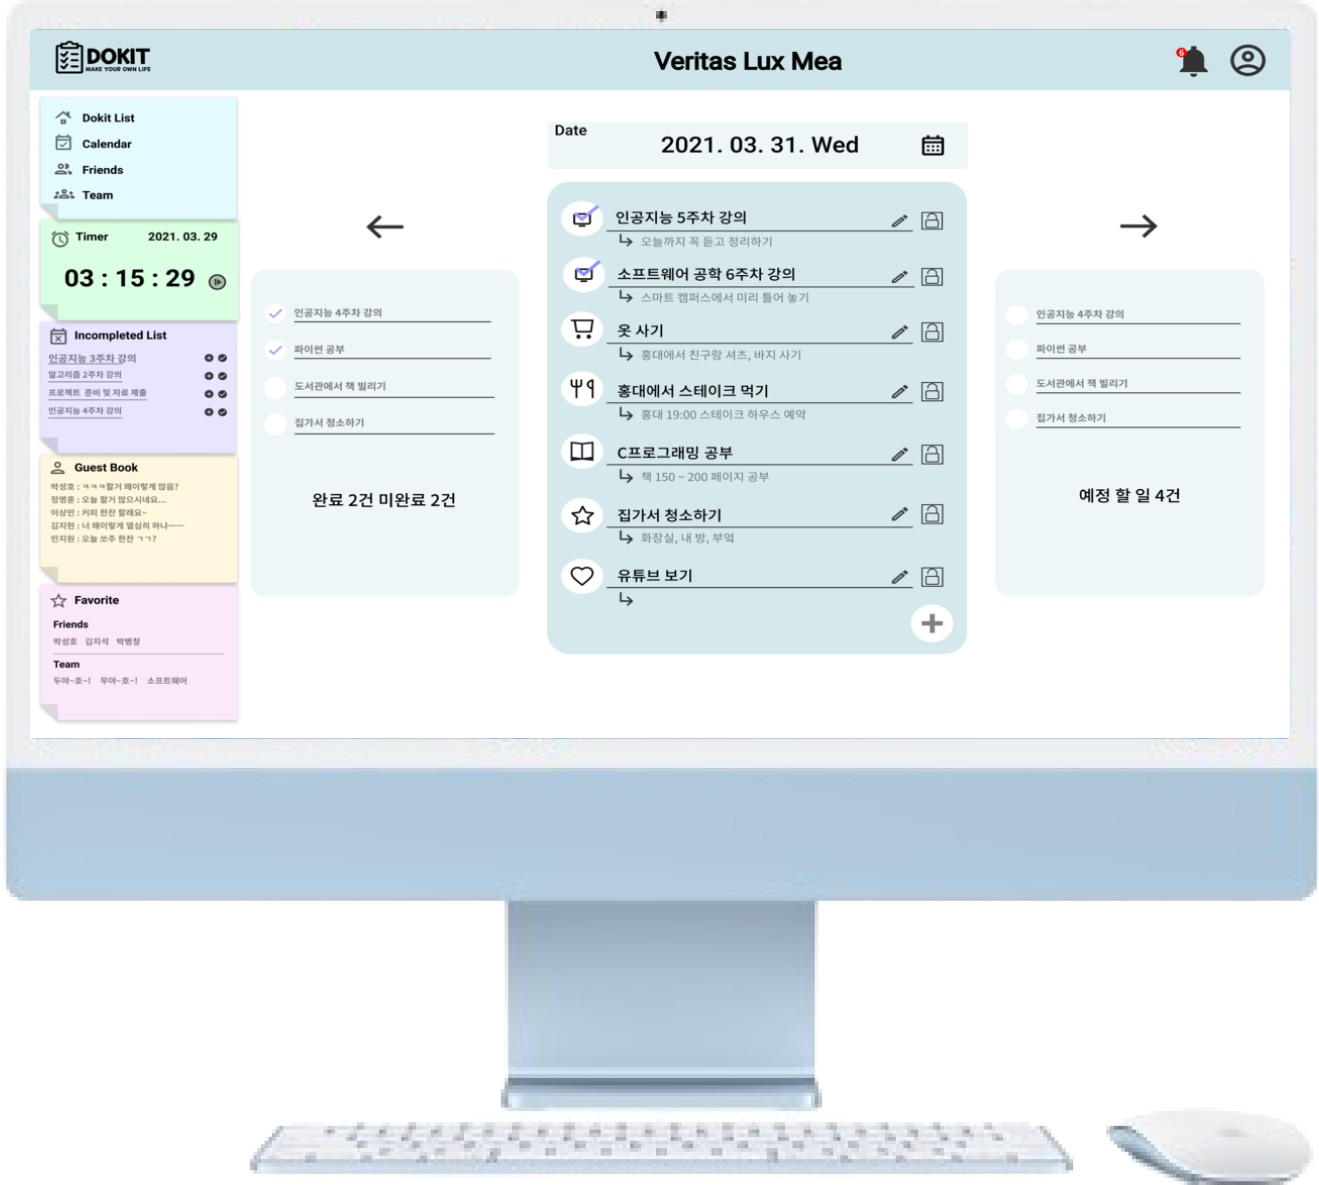 DOKIT
MAKE YOUR OWN LIFE
Veritas Lux Mea
6
Dokit List
Calendar
Friends
Team
Timer 2021. 03. 29
03 : 15 : 29
Incompleted List
인공지능 3주차 강의
알고리즘 2주차 강의
프로젝트 준비 및 자료 제출
인공지능 4주차 강의
Guest Book
박성호 : ㅋㅋㅋ할거 왜이렇게 많음?
정명훈 : 오늘 할거 많으시네요...
이상민 : 커피 한잔 할래요~
김지현 : 너 왜이렇게 열심히 하냐ㅡㅡ
민지원 : 오늘 쏘주 한잔 ㄱㄱ?
Favorite
Friends
박성호 김지석 박병창
Team
두야~호~! 무야~호~! 소프트웨어
인공지능 4주차 강의
파이썬 공부
도서관에서 책 빌리기
집가서 청소하기
완료 2건 미완료 2건
Date
2021. 03. 31. Wed
인공지능 5주차 강의
오늘까지 꼭 듣고 정리하기
소프트웨어 공학 6주차 강의
스마트 캠퍼스에서 미리 틀어 놓기
옷 사기
홍대에서 친구랑 셔츠, 바지 사기
홍대에서 스테이크 먹기
홍대 19:00 스테이크 하우스 예약
C프로그래밍 공부
책 150 ~ 200 페이지 공부
집가서 청소하기
화장실, 내 방, 부엌
유튜브 보기
인공지능 4주차 강의
파이썬 공부
도서관에서 책 빌리기
집가서 청소하기
예정 할 일 4건